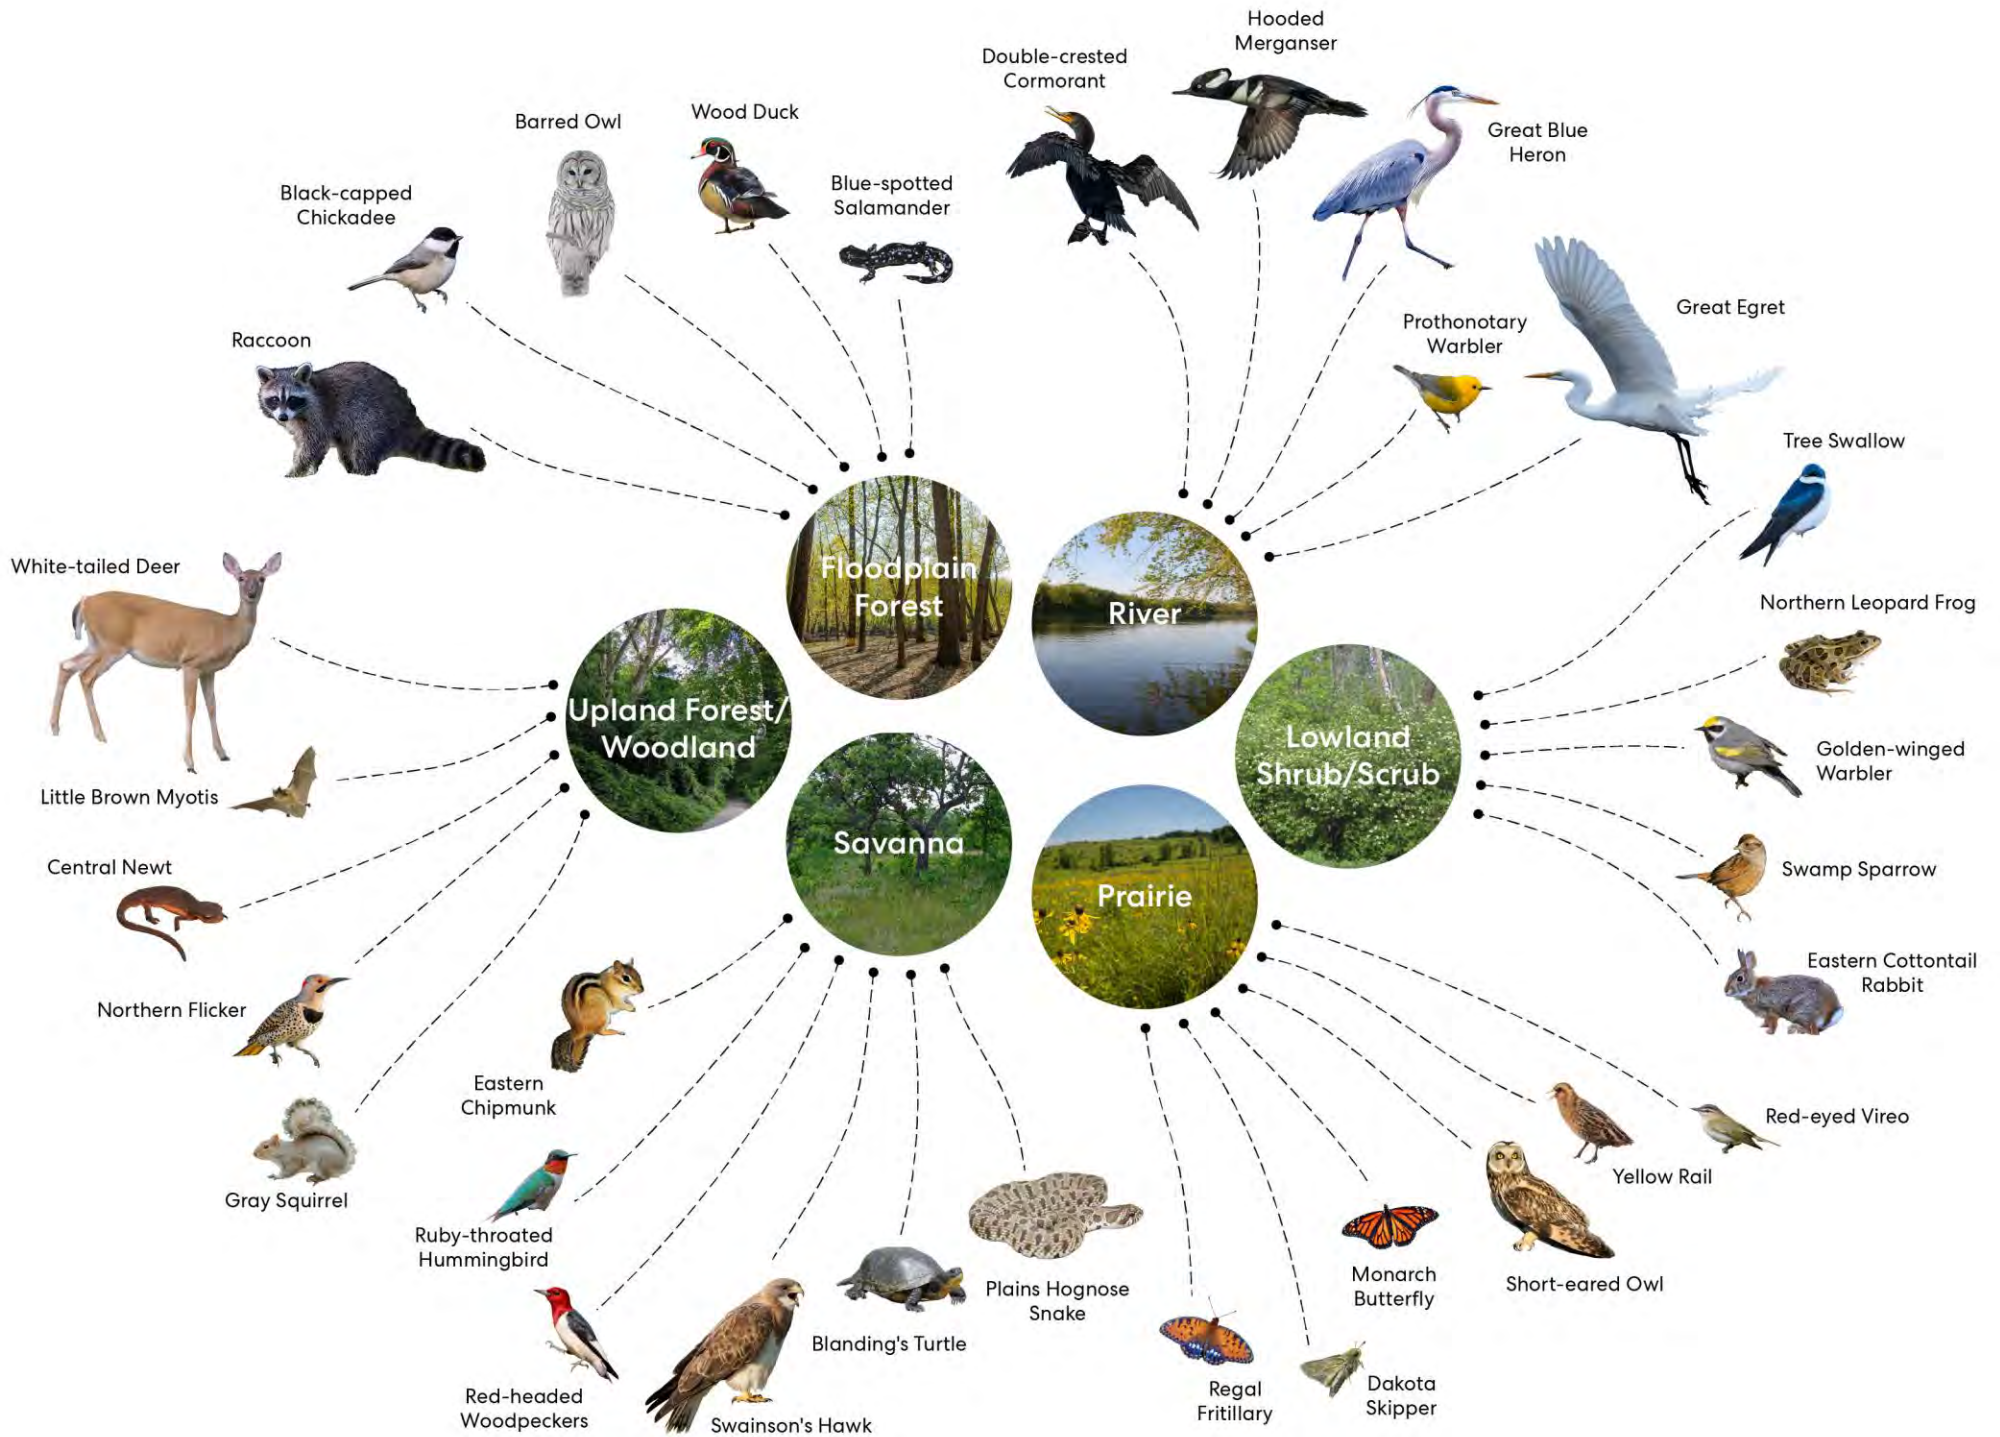 Hooded
Merganser
Double-crested
Cormorant
Great Blue
Heron
Wood Duck
Barred Owl
Blue-spotted
Salamander
Black-capped
Chickadee
Raccoon
Prothonotary
Warbler
Great Egret
Tree Swallow
White-tailed Deer
Northern Leopard Frog
Floodplain
Forest
River
Upland Forest/
Woodland
Lowland
Shrub/Scrub
Golden-winged
Warbler
Little Brown Myotis
Savanna
Prairie
Central Newt
Swamp Sparrow
Eastern Cottontail
Rabbit
Northern Flicker
Eastern
Chipmunk
Red-eyed Vireo
Yellow Rail
Gray Squirrel
Ruby-throated
Hummingbird
Plains Hognose
Snake
Monarch
Butterfly
Short-eared Owl
Blanding's Turtle
Red-headed
Woodpeckers
Swainson's Hawk
Regal
Fritillary
Dakota
Skipper